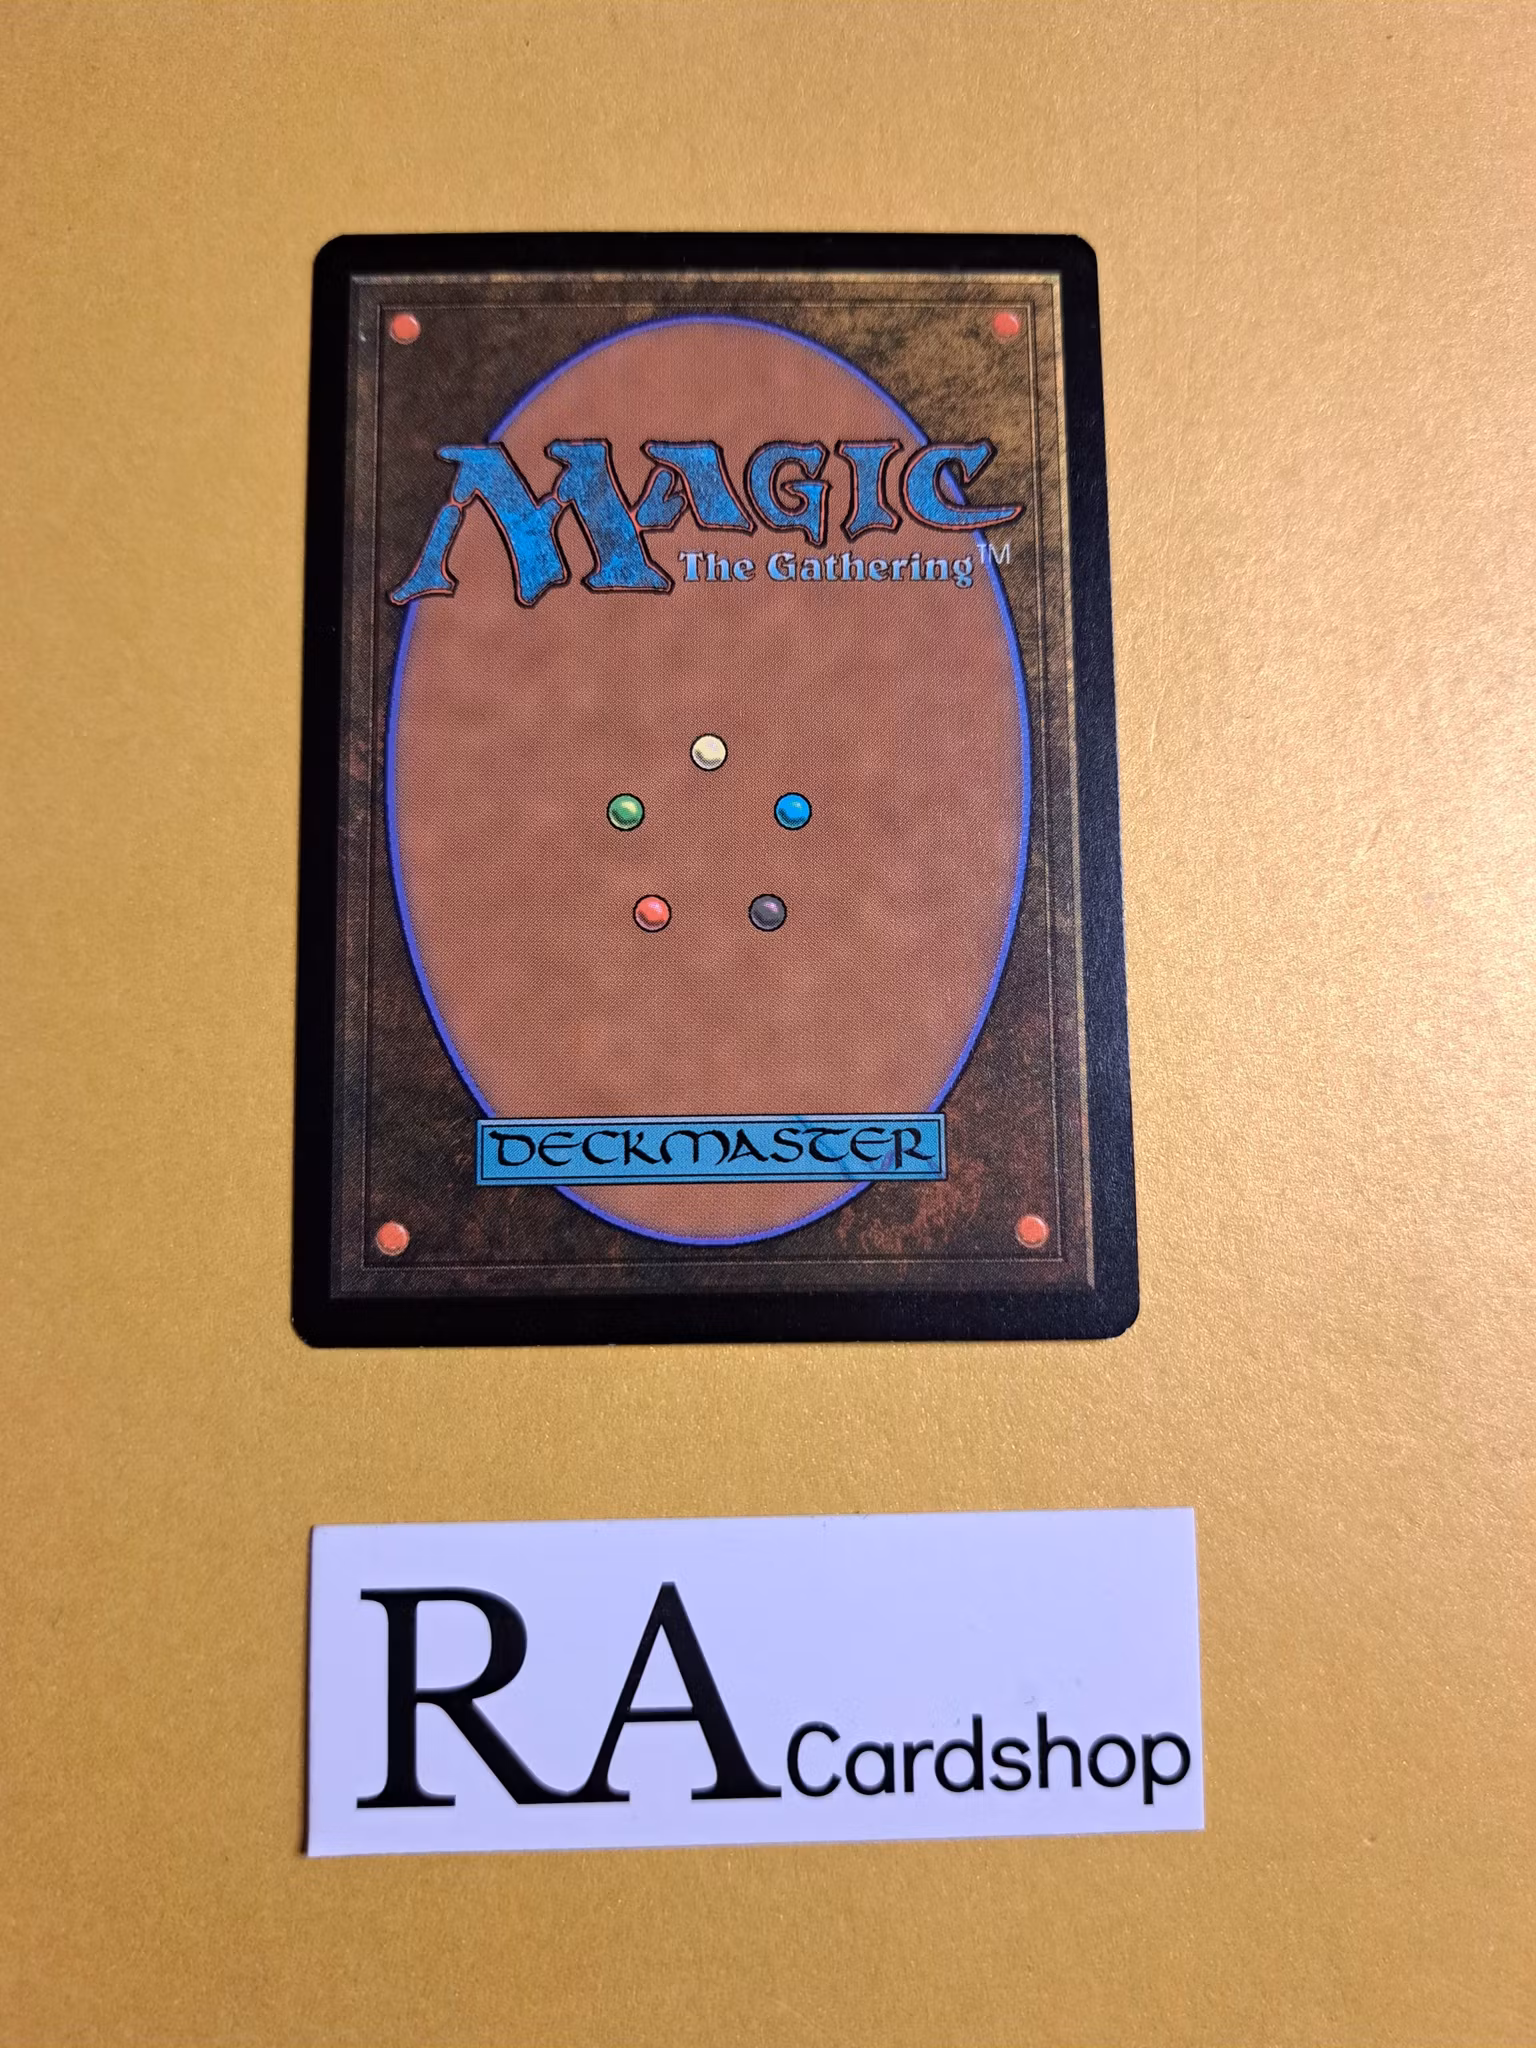 MAGIC
The Gathering™
DECKMASTER
RA Cardshop